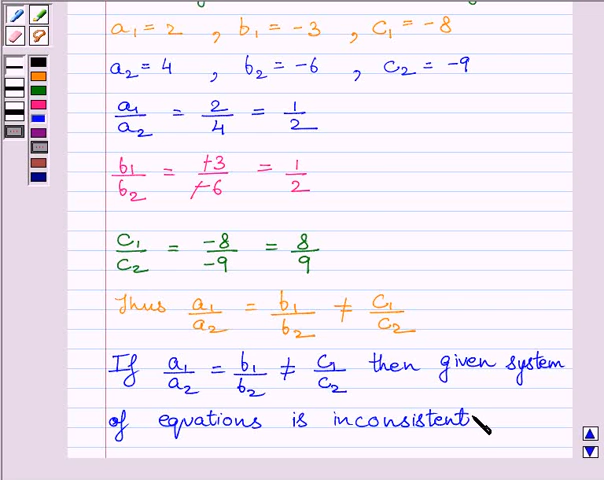 a₁ = 2 , b₁ = -3 , c₁ = -8
a₂ = 4 , b₂ = -6 , c₂ = -9
a₁/a₂ = 2/4 = 1/2
b₁/b₂ = -3/-6 = 1/2
c₁/c₂ = -8/-9 = 8/9
Thus a₁/a₂ = b₁/b₂ ≠ c₁/c₂
If a₁/a₂ = b₁/b₂ ≠ c₁/c₂ then given system
of equations is inconsistent